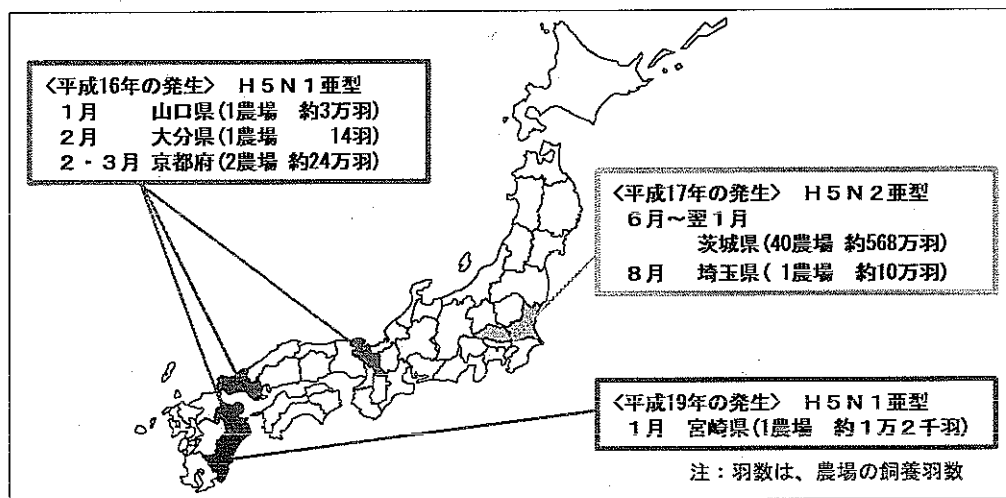 〈平成16年の発生〉 H5N1亜型
1月 山口県(1農場 約3万羽)
2月 大分県(1農場 14羽)
2・3月 京都府(2農場 約24万羽)
〈平成17年の発生〉 H5N2亜型
6月～翌1月
茨城県(40農場 約568万羽)
8月 埼玉県( 1農場 約10万羽)
〈平成19年の発生〉 H5N1亜型
1月 宮崎県(1農場 約1万2千羽)
注：羽数は、農場の飼養羽数